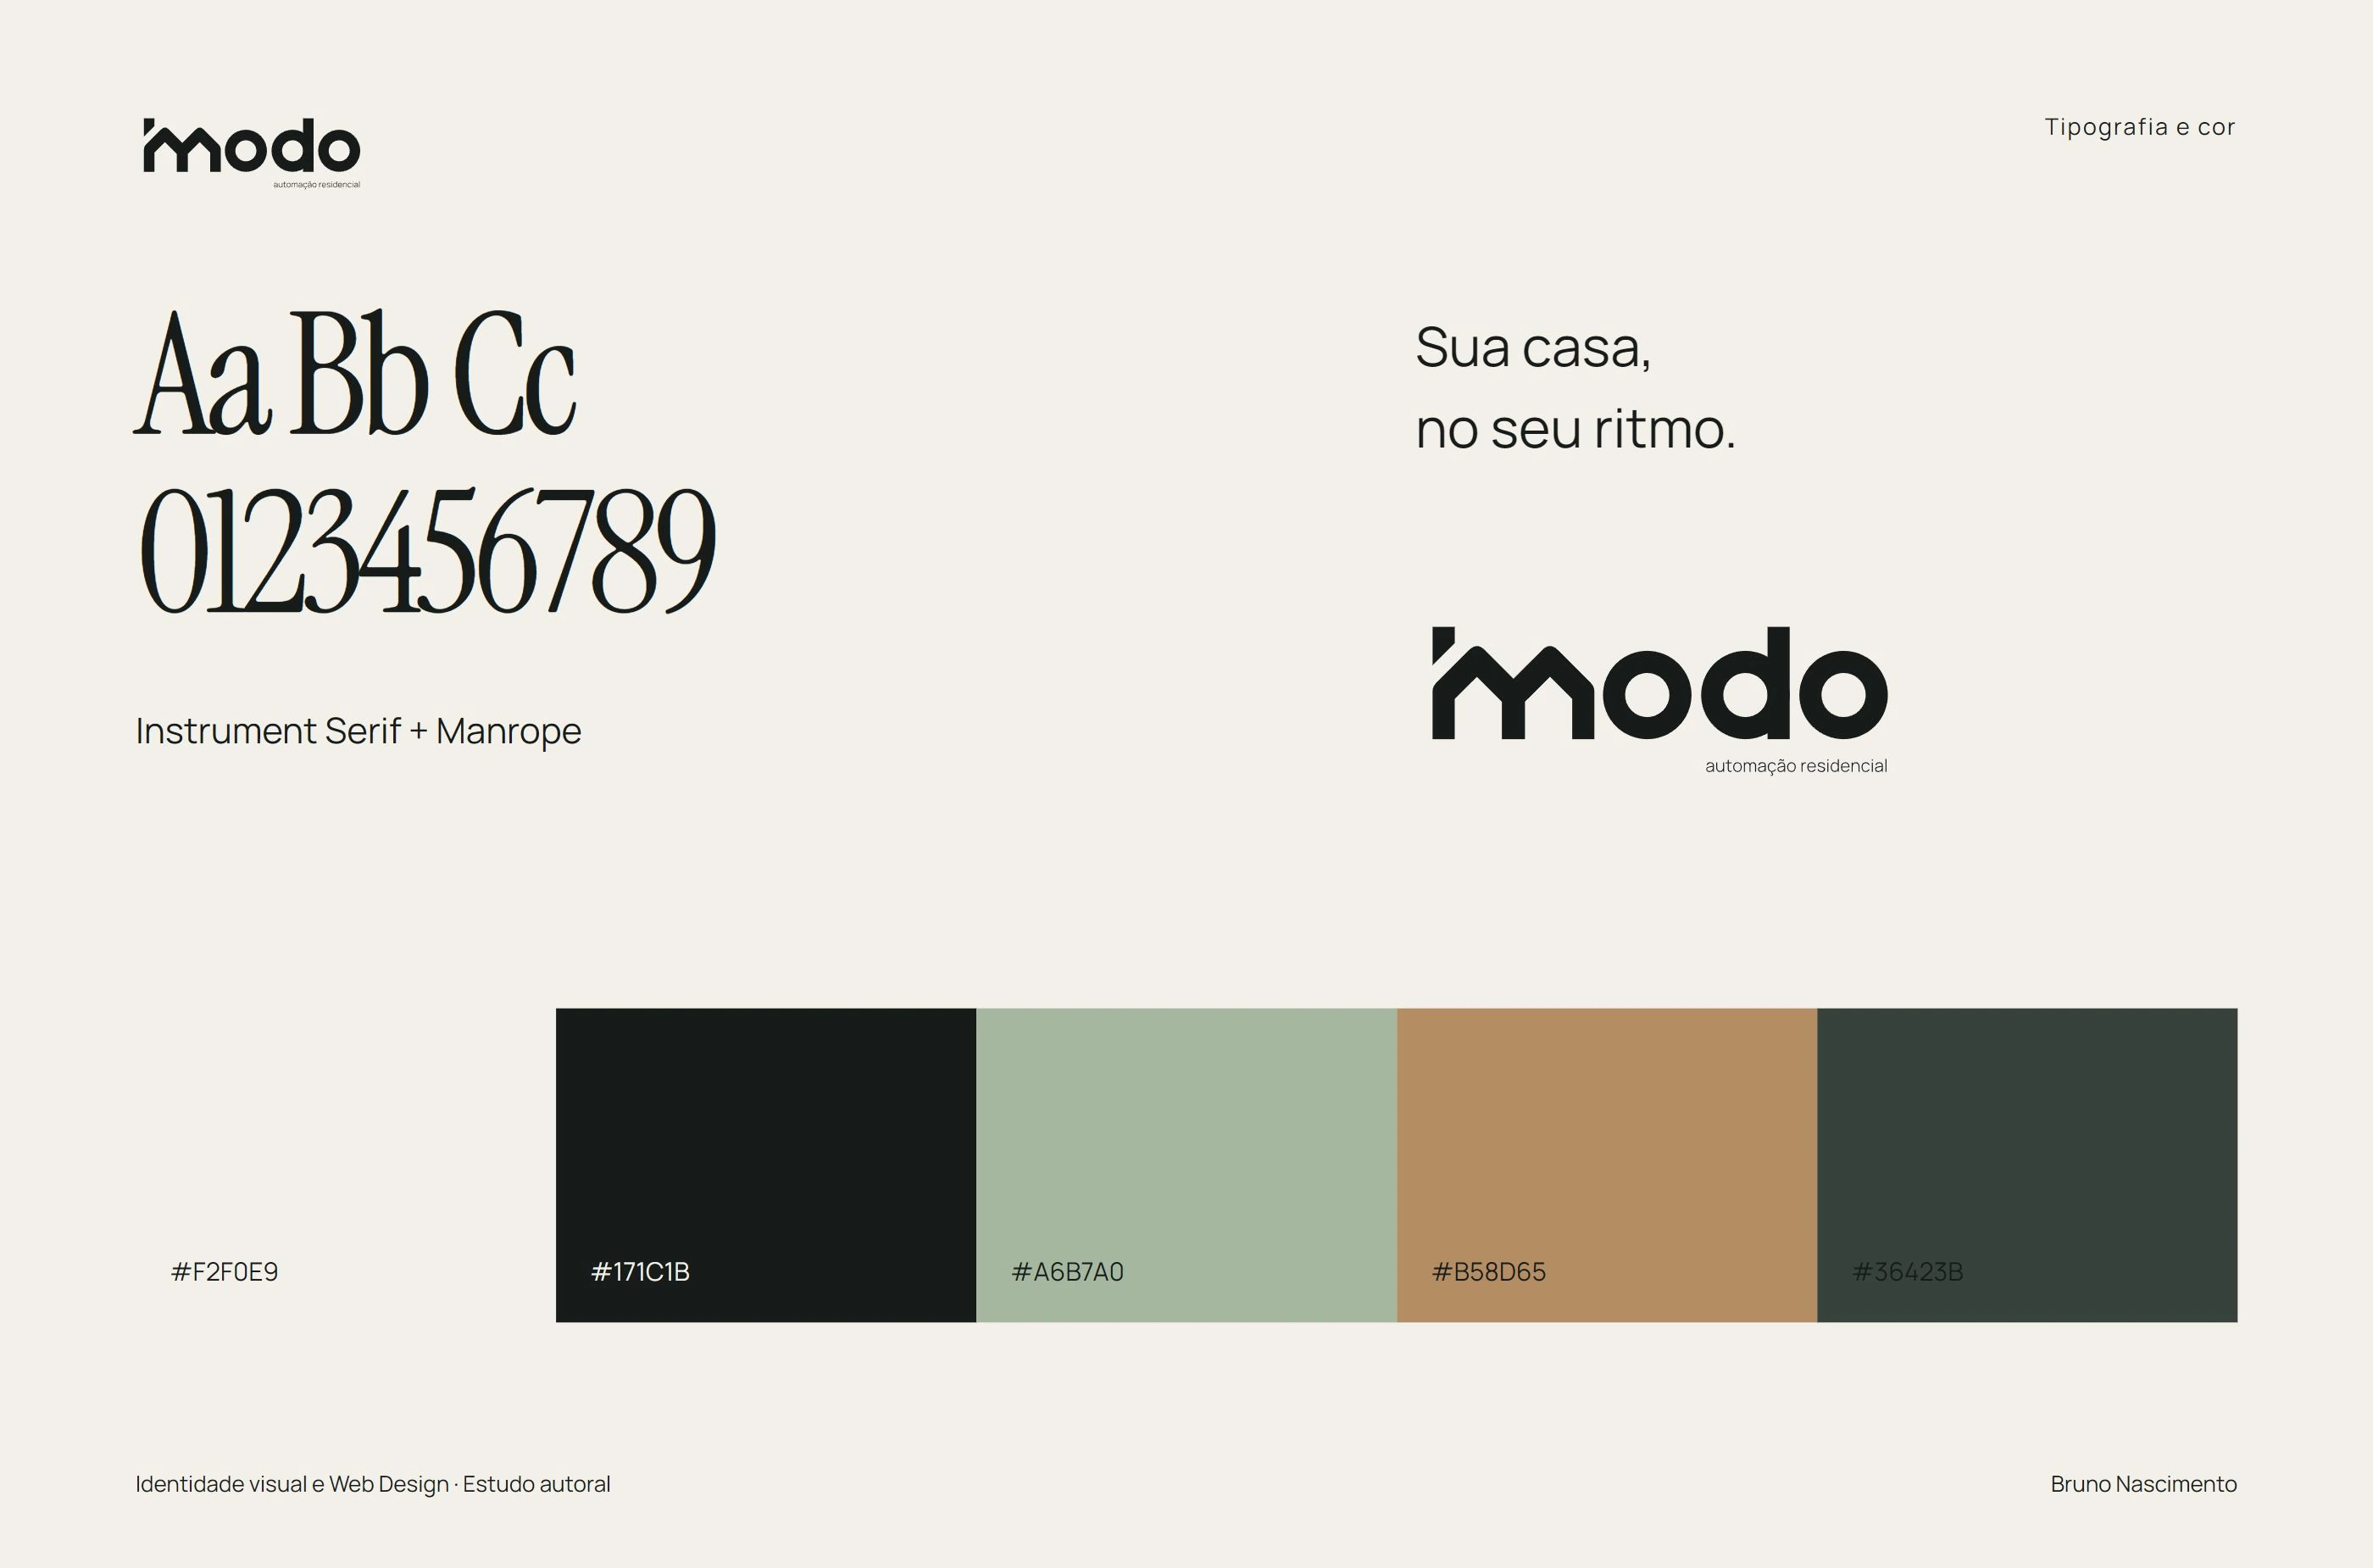 modo
automação residencial
Tipografia e cor
Aa Bb Cc
0123456789
Instrument Serif + Manrope
Sua casa,
no seu ritmo.
modo
automação residencial
#F2F0E9
#171C1B
#A6B7A0
#B58D65
#36423B
Identidade visual e Web Design · Estudo autoral
Bruno Nascimento